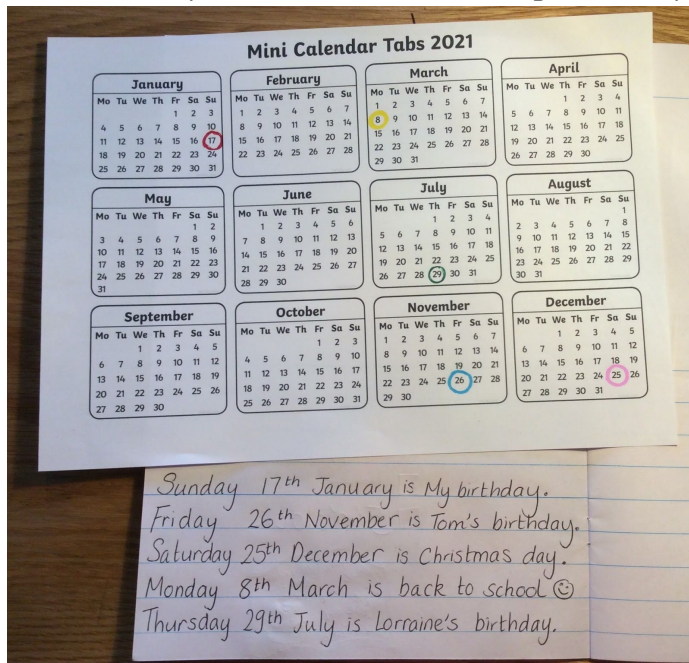 Mini Calendar Tabs 2021
January
Mo Tu We Th Fr Sa Su
1 2 3
4 5 6 7 8 9 10
11 12 13 14 15 16 17
18 19 20 21 22 23 24
25 26 27 28 29 30 31
February
Mo Tu We Th Fr Sa Su
1 2 3 4 5 6 7
8 9 10 11 12 13 14
15 16 17 18 19 20 21
22 23 24 25 26 27 28
March
Mo Tu We Th Fr Sa Su
1 2 3 4 5 6 7
8 9 10 11 12 13 14
15 16 17 18 19 20 21
22 23 24 25 26 27 28
29 30 31
April
Mo Tu We Th Fr Sa Su
1 2 3 4
5 6 7 8 9 10 11
12 13 14 15 16 17 18
19 20 21 22 23 24 25
26 27 28 29 30
May
Mo Tu We Th Fr Sa Su
1 2
3 4 5 6 7 8 9
10 11 12 13 14 15 16
17 18 19 20 21 22 23
24 25 26 27 28 29 30
31
June
Mo Tu We Th Fr Sa Su
1 2 3 4 5 6
7 8 9 10 11 12 13
14 15 16 17 18 19 20
21 22 23 24 25 26 27
28 29 30
July
Mo Tu We Th Fr Sa Su
1 2 3 4
5 6 7 8 9 10 11
12 13 14 15 16 17 18
19 20 21 22 23 24 25
26 27 28 29 30 31
August
Mo Tu We Th Fr Sa Su
1
2 3 4 5 6 7 8
9 10 11 12 13 14 15
16 17 18 19 20 21 22
23 24 25 26 27 28 29
30 31
September
Mo Tu We Th Fr Sa Su
1 2 3 4 5
6 7 8 9 10 11 12
13 14 15 16 17 18 19
20 21 22 23 24 25 26
27 28 29 30
October
Mo Tu We Th Fr Sa Su
1 2 3
4 5 6 7 8 9 10
11 12 13 14 15 16 17
18 19 20 21 22 23 24
25 26 27 28 29 30 31
November
Mo Tu We Th Fr Sa Su
1 2 3 4 5 6 7
8 9 10 11 12 13 14
15 16 17 18 19 20 21
22 23 24 25 26 27 28
29 30
December
Mo Tu We Th Fr Sa Su
1 2 3 4 5
6 7 8 9 10 11 12
13 14 15 16 17 18 19
20 21 22 23 24 25 26
27 28 29 30 31
Sunday 17th January is My birthday.
Friday 26th November is Tom's birthday.
Saturday 25th December is Christmas day.
Monday 8th March is back to school ☺
Thursday 29th July is Lorraine's birthday.